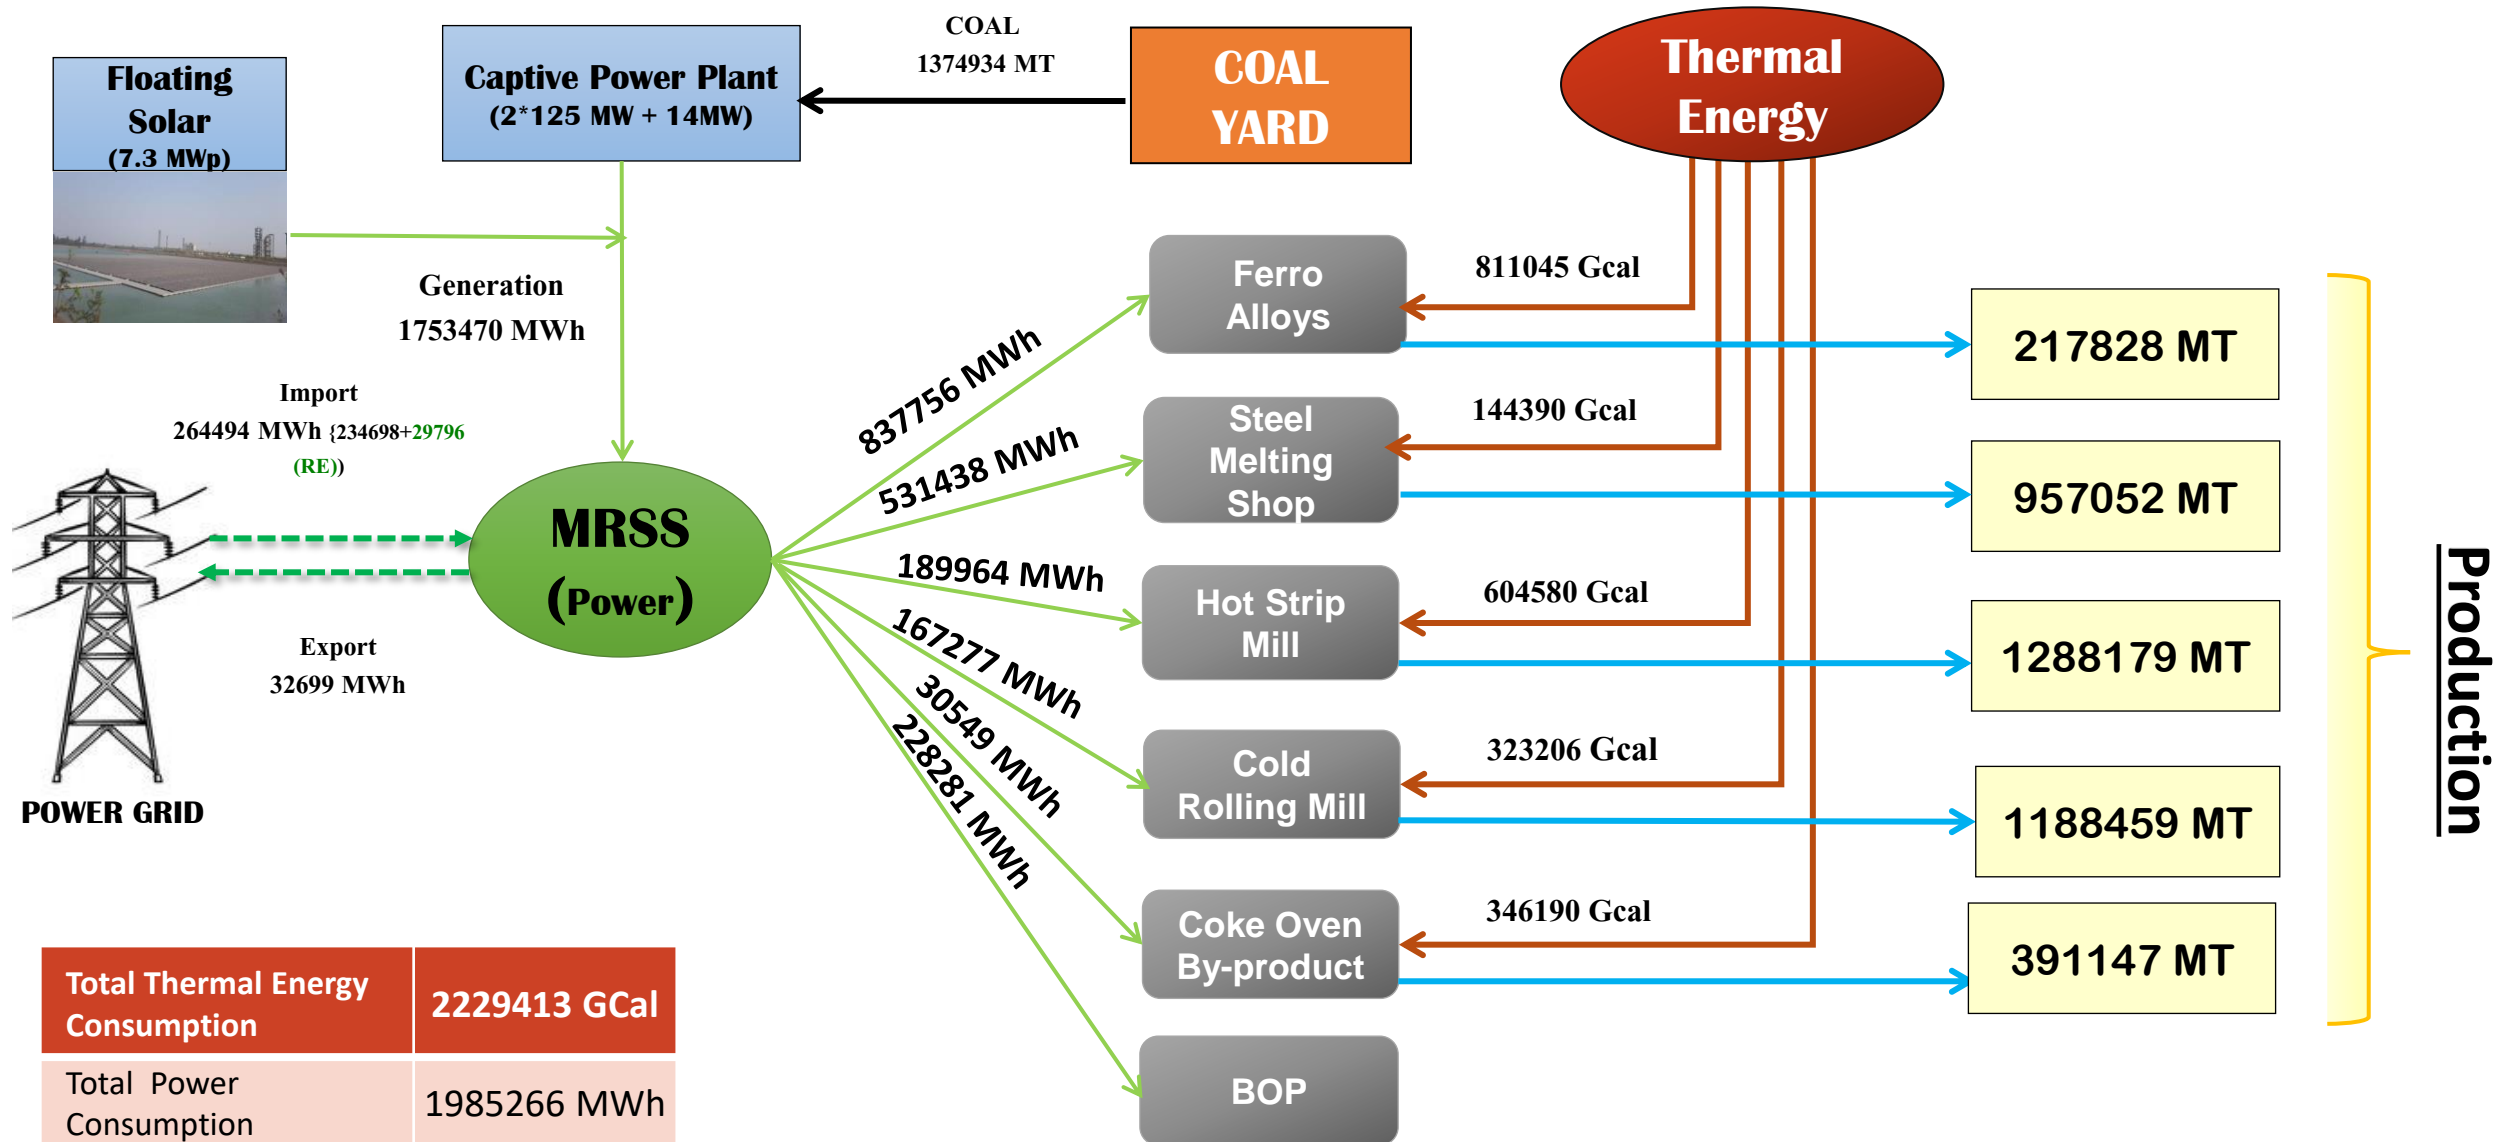 Floating
Solar
(7.3 MWp)
Captive Power Plant
(2*125 MW + 14MW)
COAL
1374934 MT
COAL
YARD
Thermal
Energy
Generation
1753470 MWh
Import
264494 MWh {234698+29796
(RE))
POWER GRID
Export
32699 MWh
MRSS
(Power)
837756 MWh
531438 MWh
189964 MWh
167277 MWh
30549 MWh
228281 MWh
Ferro
Alloys
811045 Gcal
217828 MT
Steel
Melting
Shop
144390 Gcal
957052 MT
Hot Strip
Mill
604580 Gcal
1288179 MT
Cold
Rolling Mill
323206 Gcal
1188459 MT
Coke Oven
By-product
346190 Gcal
391147 MT
BOP
Production
Total Thermal Energy
Consumption
2229413 GCal
Total Power
Consumption
1985266 MWh